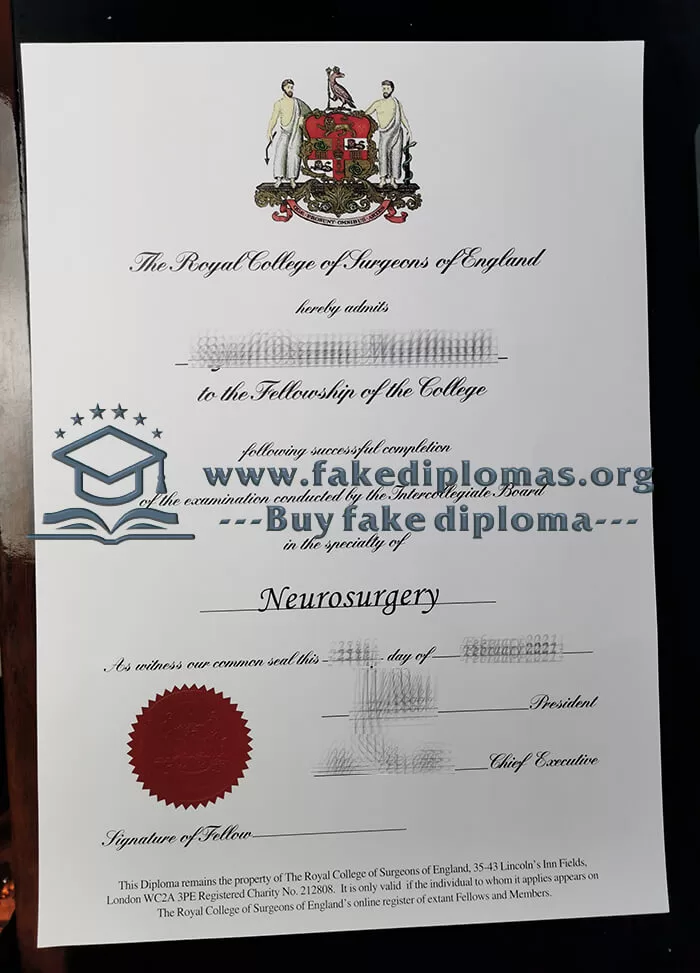 The Royal College of Surgeons of England
hereby admits
to the Fellowship of the College
following successful completion
www.fakediplomas.org
of the examination conducted by the Intercollegiate Board
---Buy fake diploma---
in the specialty of
Neurosurgery
As witness our common seal this day of February
President
Chief Executive
Signature of Fellow
This Diploma remains the property of The Royal College of Surgeons of England, 35-43 Lincoln's Inn Fields,
London WC2A 3PE Registered Charity No. 212808. It is only valid if the individual to whom it applies appears on
The Royal College of Surgeons of England's online register of extant Fellows and Members.